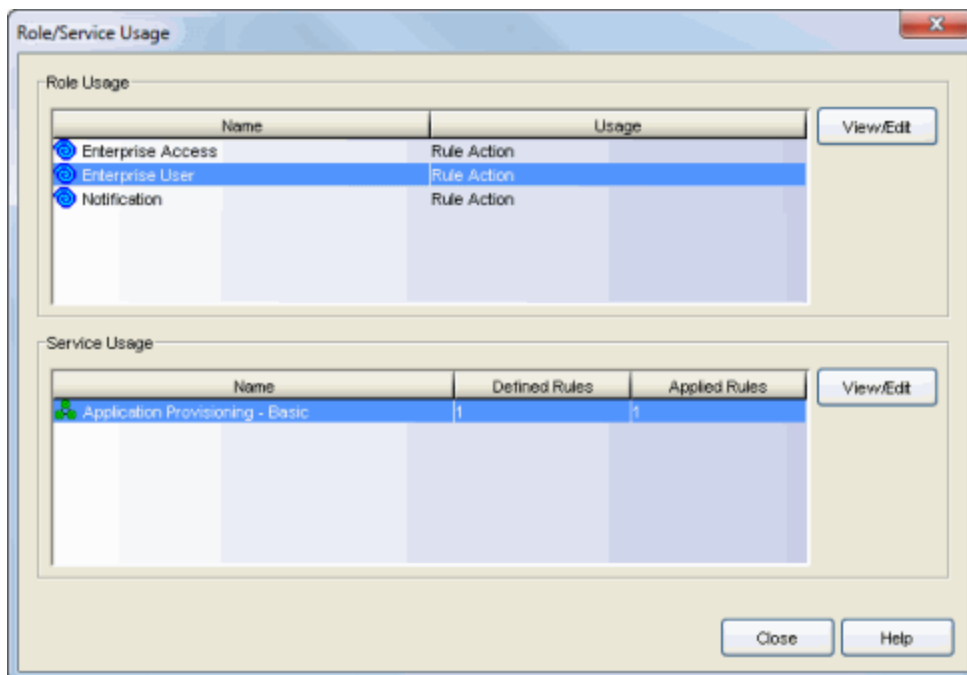 Role/Service Usage
Role Usage
Name Usage View/Edit
Enterprise Access Rule Action
Enterprise User Rule Action
Notification Rule Action
Service Usage
Name Defined Rules Applied Rules View/Edit
Application Provisioning - Basic 1 1
Close Help